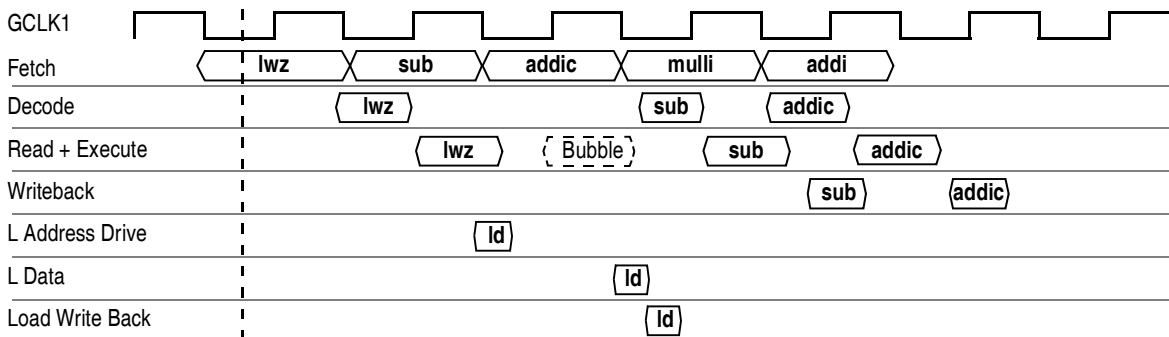 GCLK1
Fetch lwz sub addic mulli addi
Decode lwz sub addic
Read + Execute lwz Bubble sub addic
Writeback sub addic
L Address Drive ld
L Data ld
Load Write Back ld